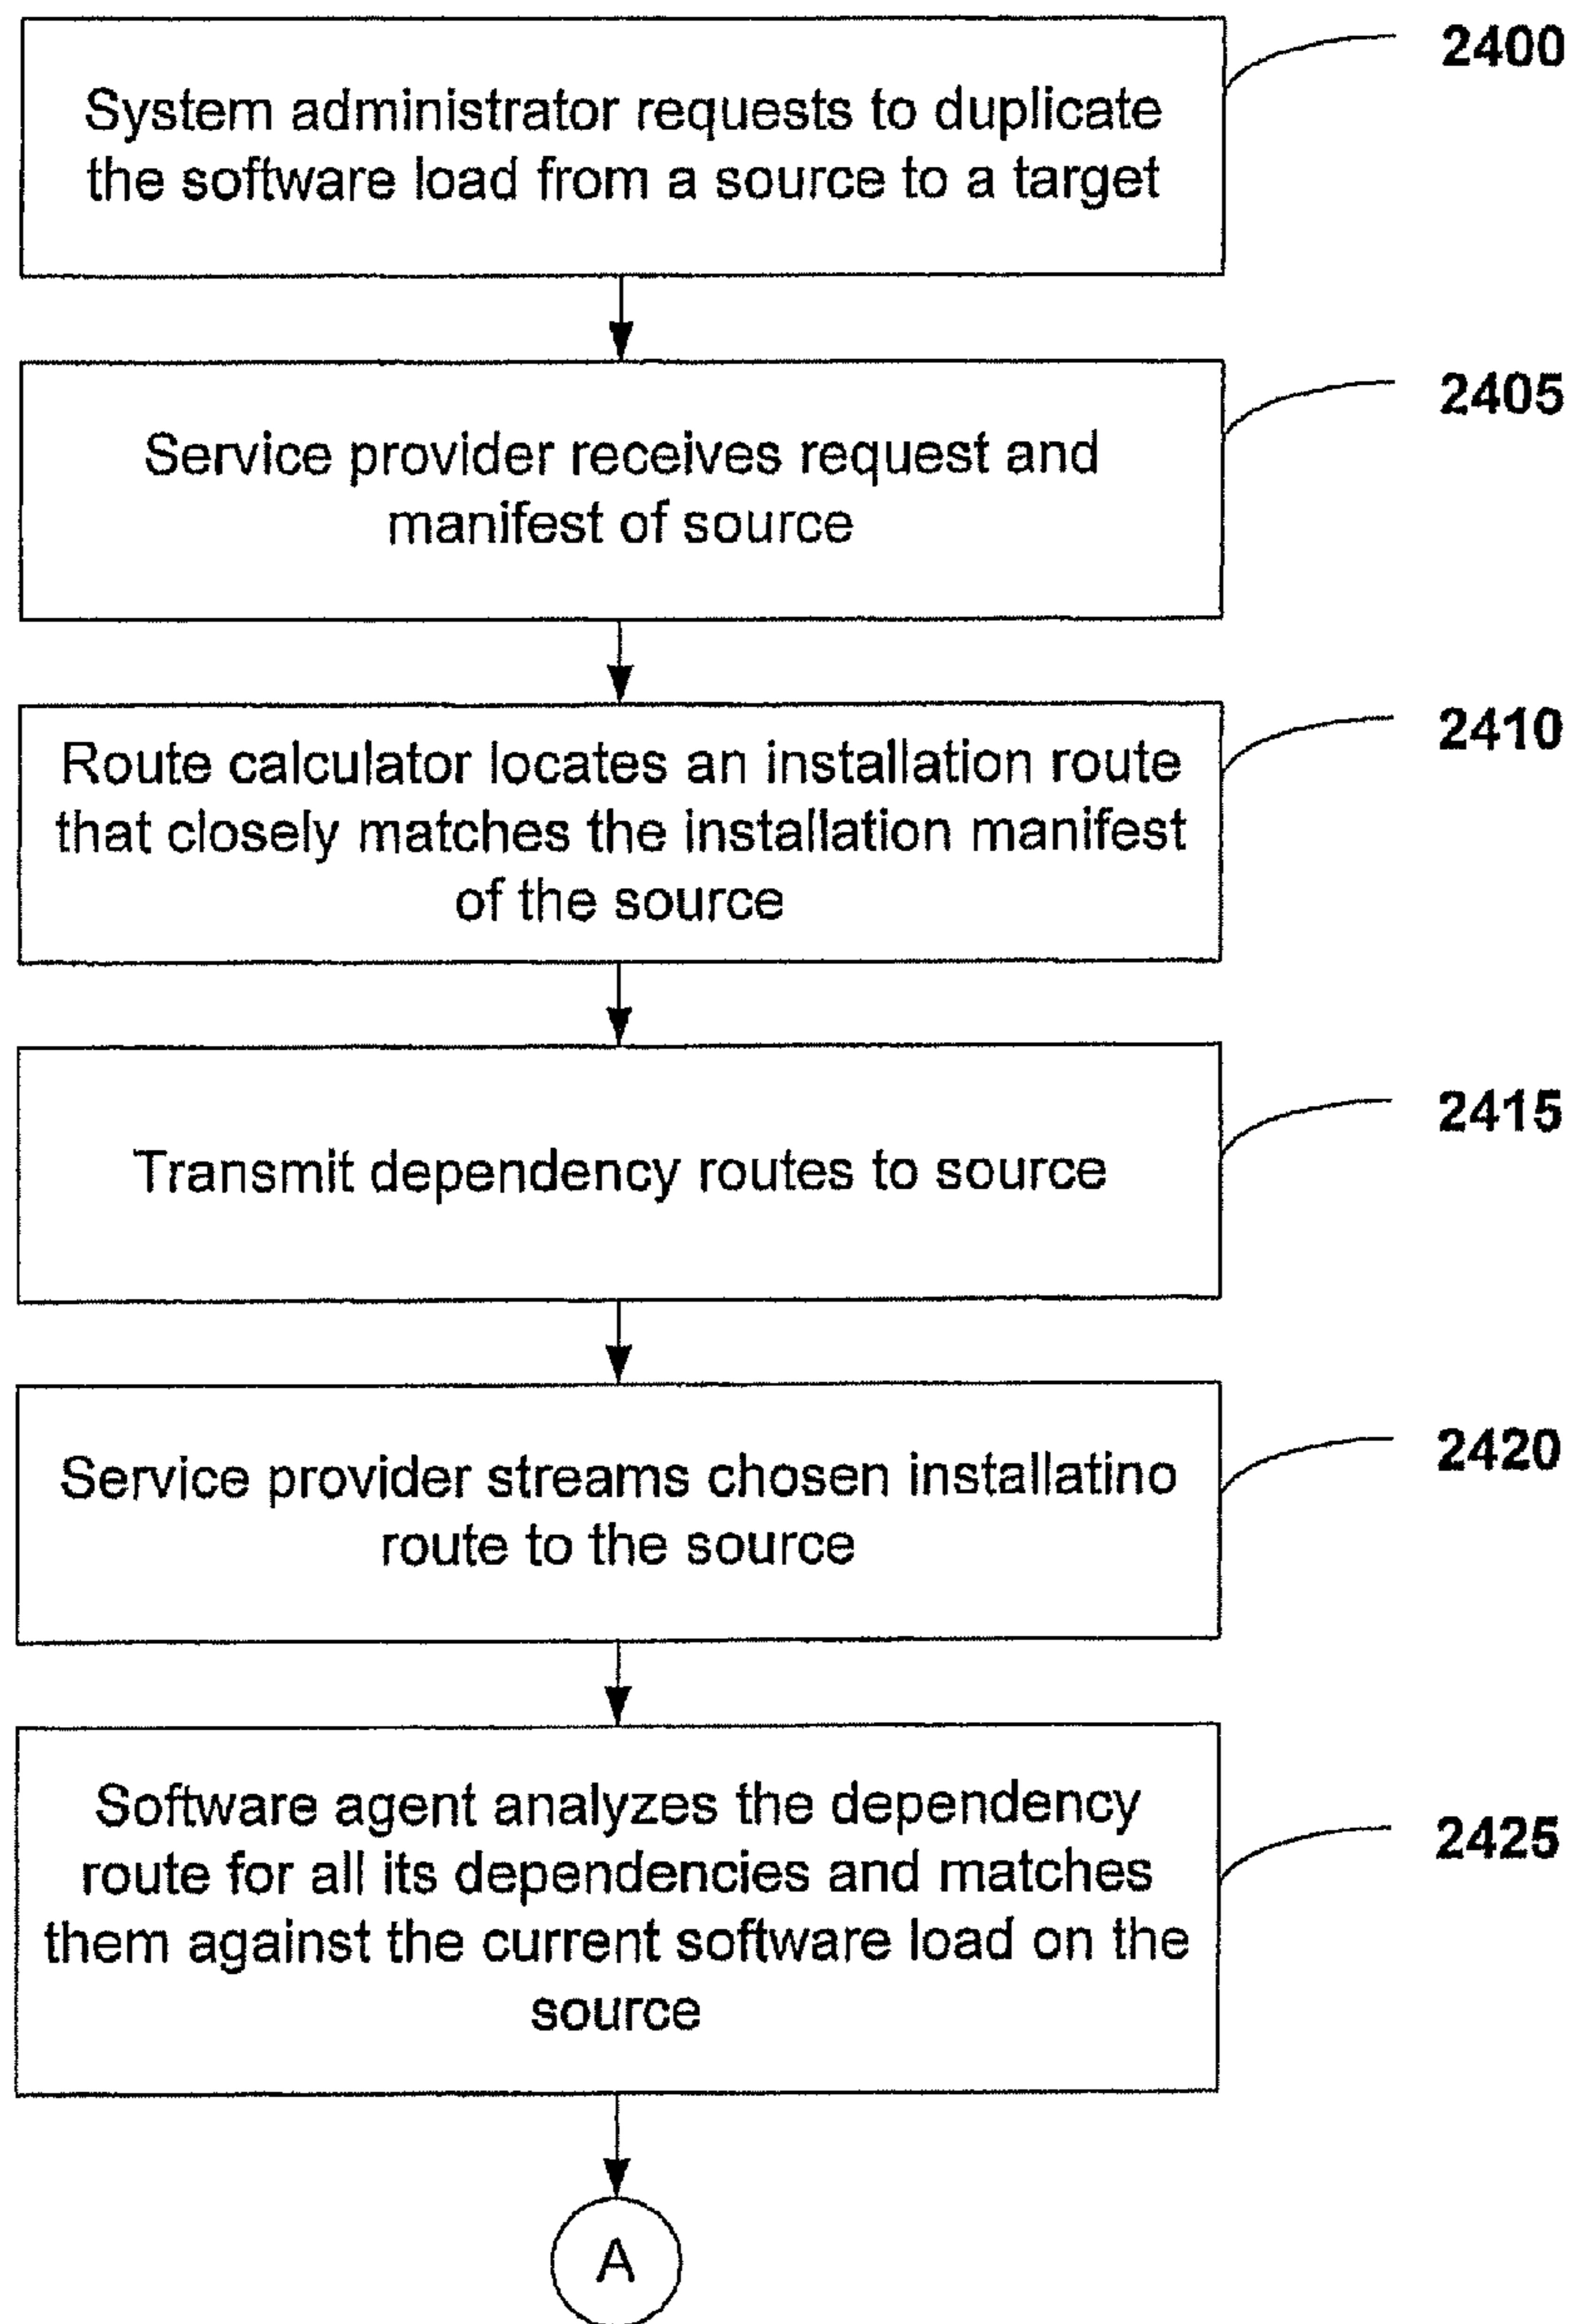 System administrator requests to duplicate
the software load from a source to a target
2400
Service provider receives request and
manifest of source
2405
Route calculator locates an installation route
that closely matches the installation manifest
of the source
2410
Transmit dependency routes to source
2415
Service provider streams chosen installatino
route to the source
2420
Software agent analyzes the dependency
route for all its dependencies and matches
them against the current software load on the
source
2425
A